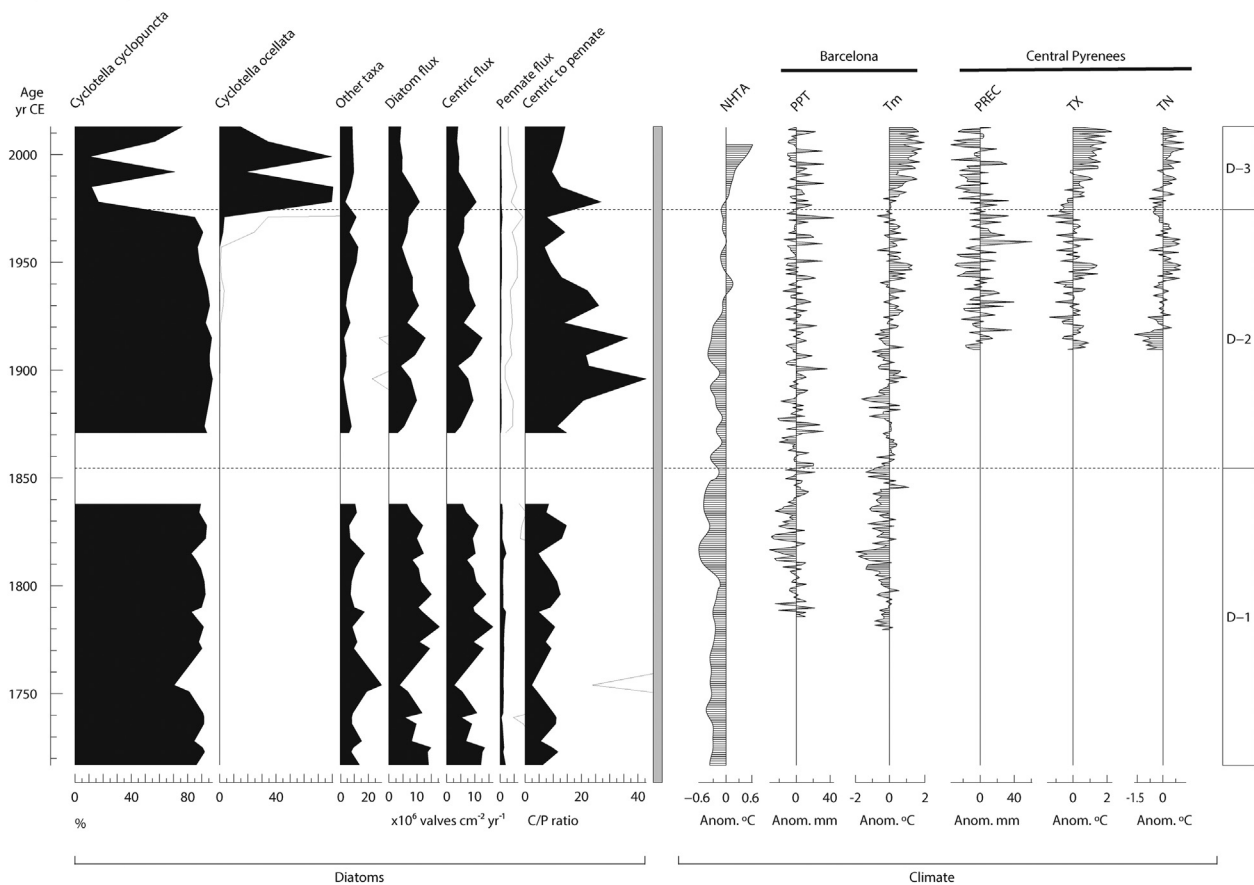 Barcelona
Central Pyrenees
Age
yr CE
Cyclotella cyclopuncta
Cyclotella ocellata
Other taxa
Diatom flux
Centric flux
Pennate flux
Centric to pennate
NHTA
PPT
Tm
PREC
TX
TN
2000
1950
1900
1850
1800
1750
D-3
D-2
D-1
0 40 80 0 40 0 20 0 10 0 10 0 0 20 40
−0.6 0 0.6 0 40 -2 0 2 0 40 0 1 -1.5 0
% x10⁶ valves cm⁻² yr⁻¹ C/P ratio
Anom. ºC Anom. mm Anom. ºC Anom. mm Anom. ºC Anom. ºC
Diatoms
Climate